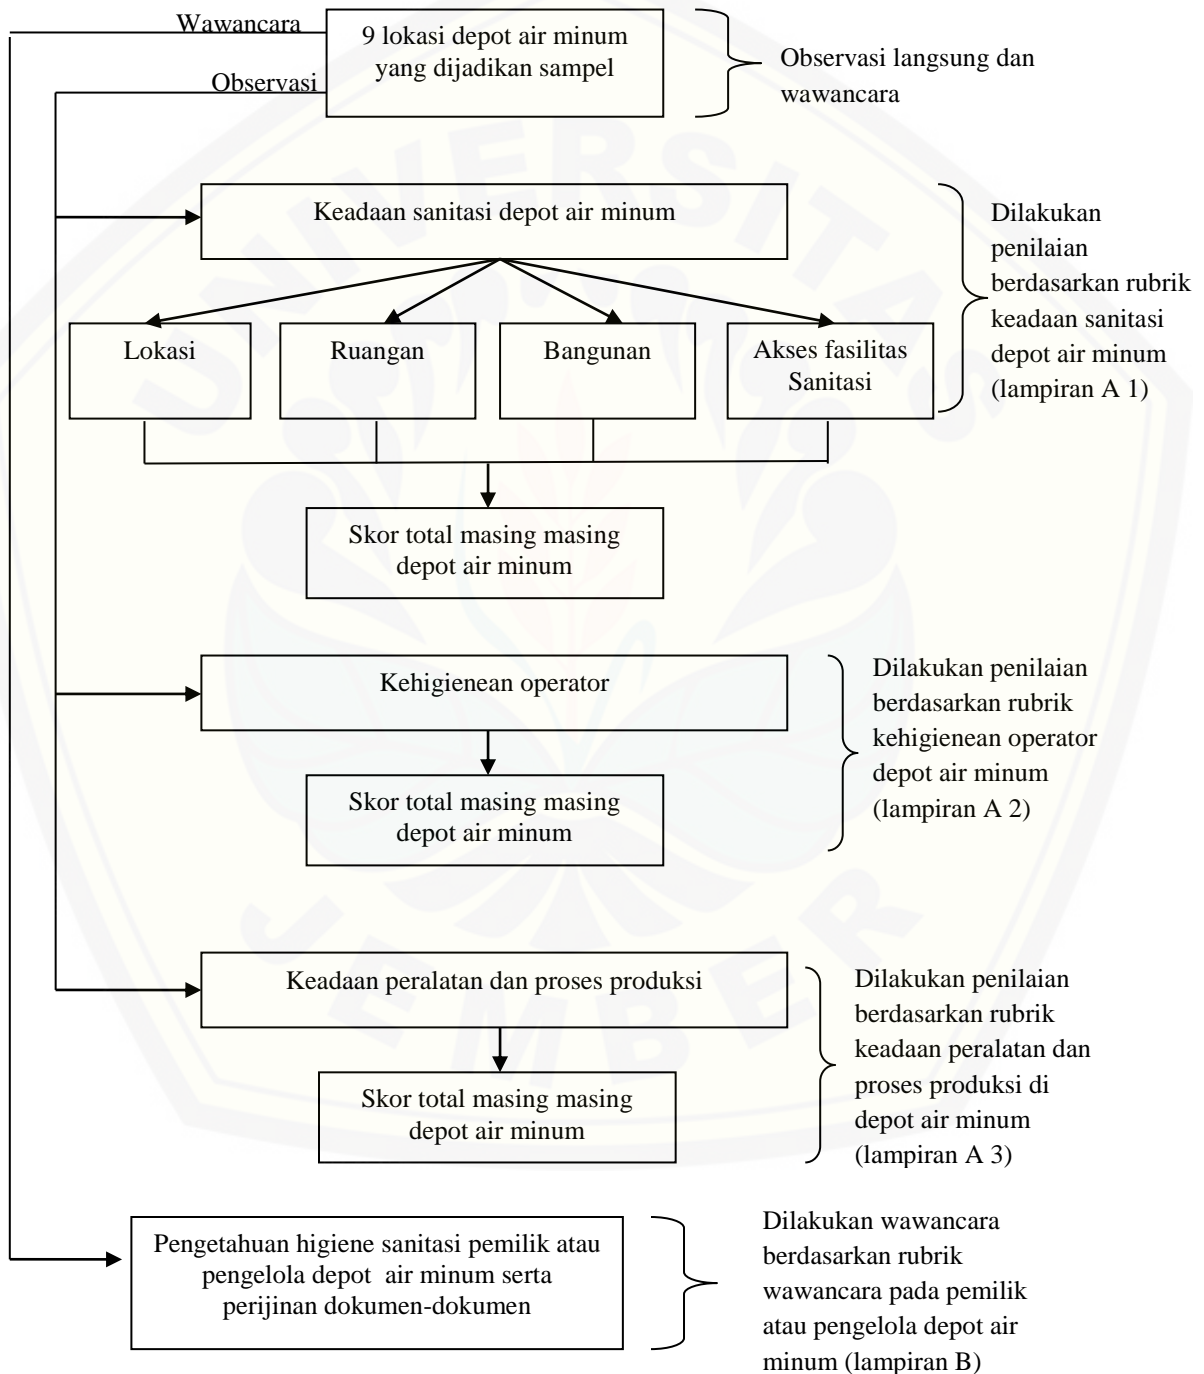 Wawancara
9 lokasi depot air minum
yang dijadikan sampel
Observasi
Observasi langsung dan
wawancara
UNIVERSITAS
Keadaan sanitasi depot air minum
Dilakukan
penilaian
berdasarkan rubrik
keadaan sanitasi
depot air minum
(lampiran A 1)
Lokasi
Ruangan
Bangunan
Akses fasilitas
Sanitasi
Skor total masing masing
depot air minum
Kehigienean operator
Dilakukan penilaian
berdasarkan rubrik
kehigienean operator
depot air minum
(lampiran A 2)
Skor total masing masing
depot air minum
JEMBER
Keadaan peralatan dan proses produksi
Dilakukan penilaian
berdasarkan rubrik
keadaan peralatan dan
proses produksi di
depot air minum
(lampiran A 3)
Skor total masing masing
depot air minum
Pengetahuan higiene sanitasi pemilik atau
pengelola depot air minum serta
perijinan dokumen-dokumen
Dilakukan wawancara
berdasarkan rubrik
wawancara pada pemilik
atau pengelola depot air
minum (lampiran B)